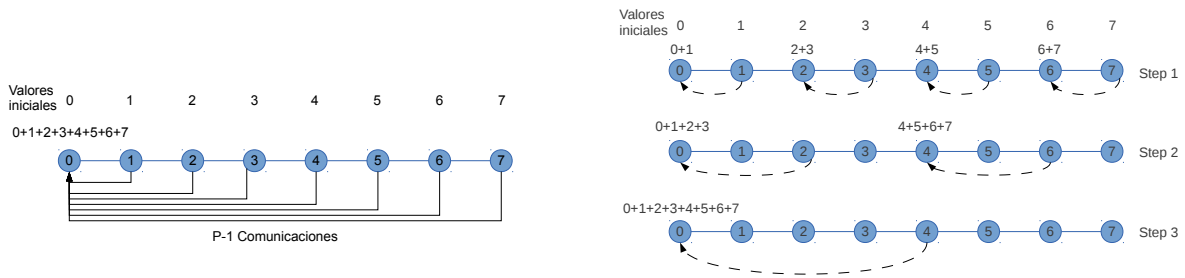 Valores
iniciales 0 1 2 3 4 5 6 7
0+1+2+3+4+5+6+7
0 1 2 3 4 5 6 7
P-1 Comunicaciones
Valores
iniciales 0 1 2 3 4 5 6 7
0+1 2+3 4+5 6+7
0 1 2 3 4 5 6 7 Step 1
0+1+2+3 4+5+6+7
0 1 2 3 4 5 6 7 Step 2
0+1+2+3+4+5+6+7
0 1 2 3 4 5 6 7 Step 3